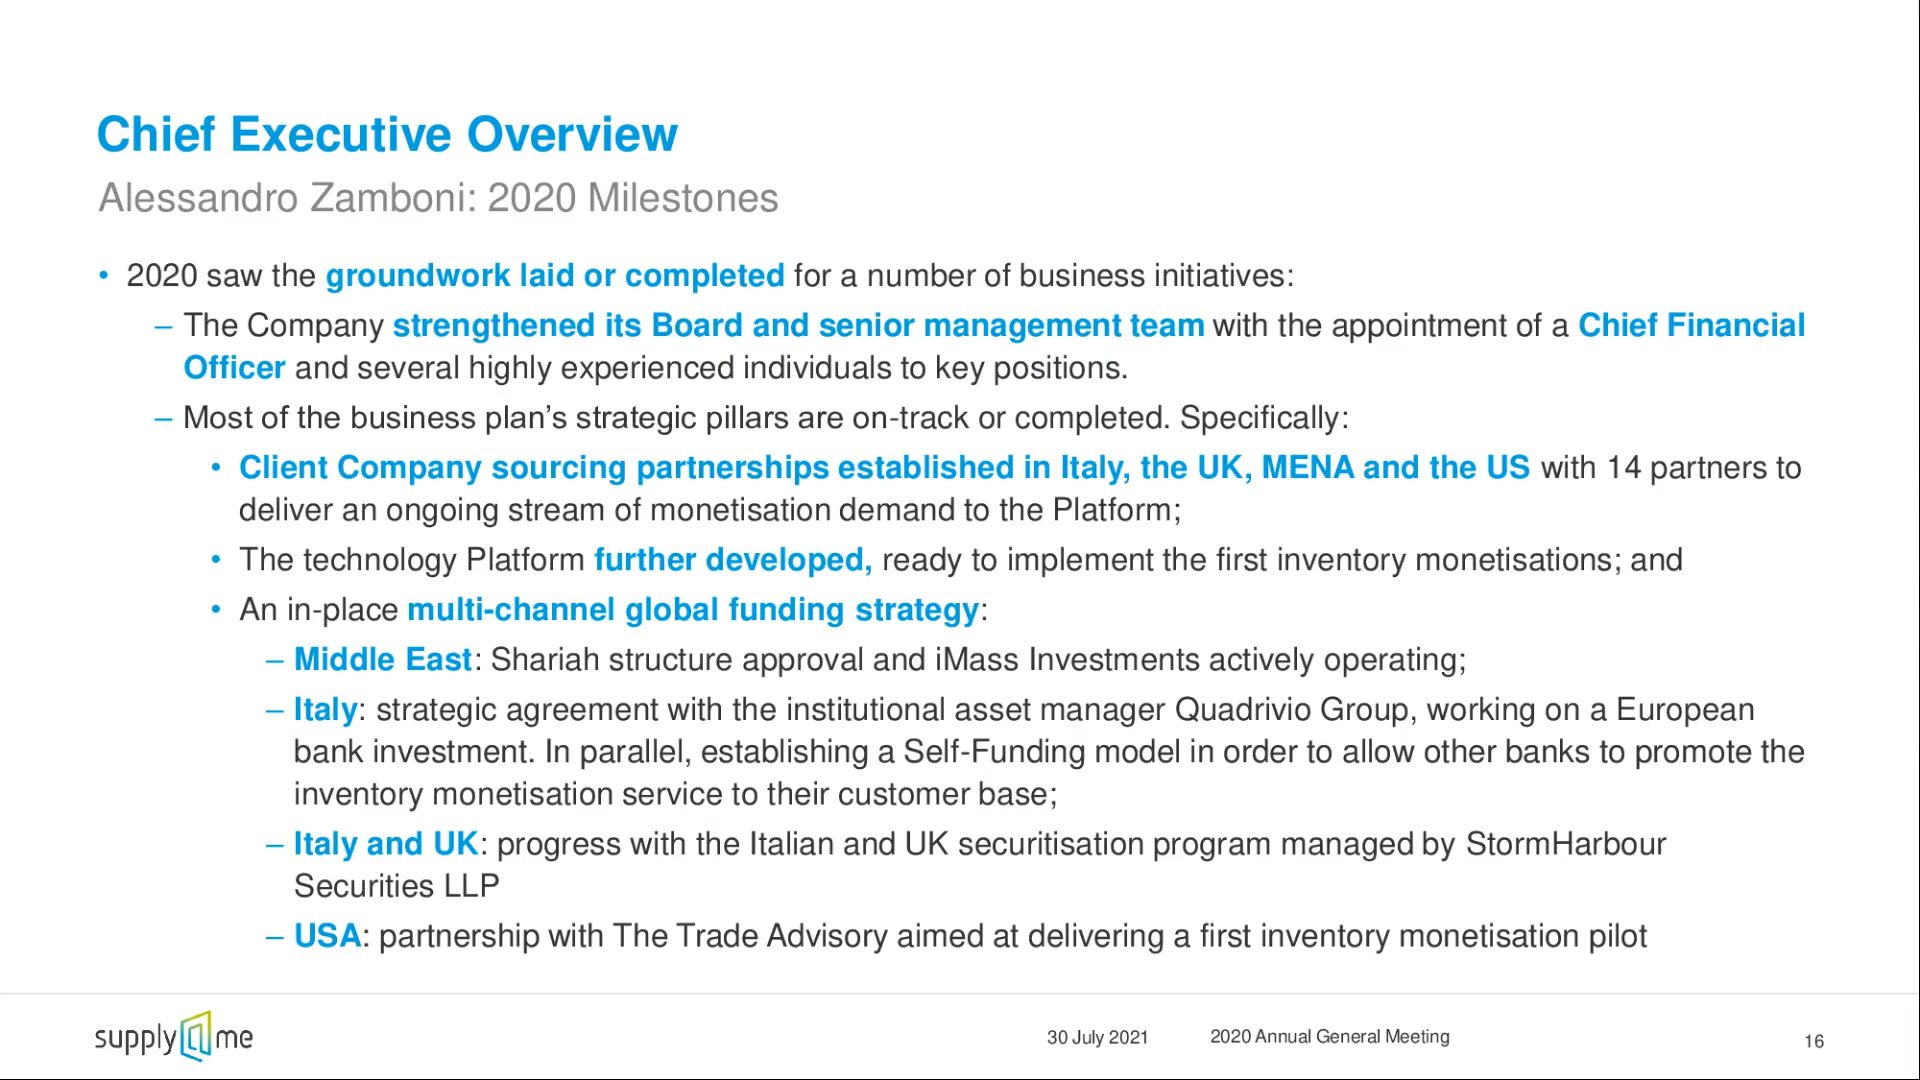 Chief Executive Overview
Alessandro Zamboni: 2020 Milestones
• 2020 saw the groundwork laid or completed for a number of business initiatives:
– The Company strengthened its Board and senior management team with the appointment of a Chief Financial
Officer and several highly experienced individuals to key positions.
– Most of the business plan’s strategic pillars are on-track or completed. Specifically:
• Client Company sourcing partnerships established in Italy, the UK, MENA and the US with 14 partners to
deliver an ongoing stream of monetisation demand to the Platform;
• The technology Platform further developed, ready to implement the first inventory monetisations; and
• An in-place multi-channel global funding strategy:
– Middle East: Shariah structure approval and iMass Investments actively operating;
– Italy: strategic agreement with the institutional asset manager Quadrivio Group, working on a European
bank investment. In parallel, establishing a Self-Funding model in order to allow other banks to promote the
inventory monetisation service to their customer base;
– Italy and UK: progress with the Italian and UK securitisation program managed by StormHarbour
Securities LLP
– USA: partnership with The Trade Advisory aimed at delivering a first inventory monetisation pilot
supply me
30 July 2021
2020 Annual General Meeting
16